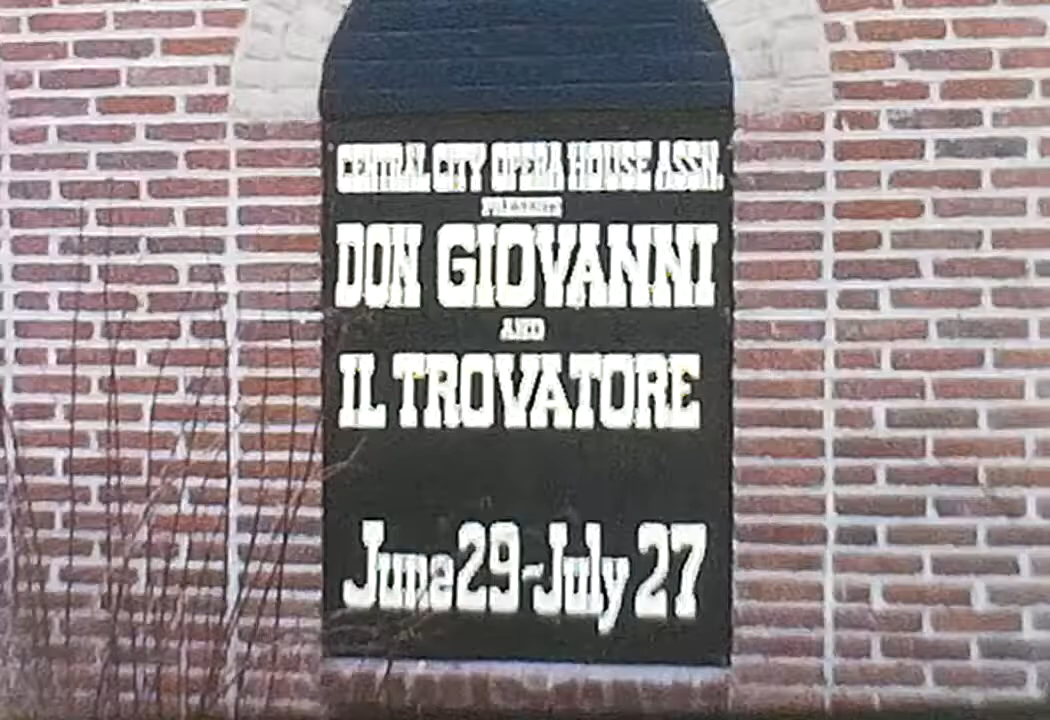 CENTRAL CITY OPERA HOUSE ASSN.
DON GIOVANNI
AND
IL TROVATORE
June 29-July 27